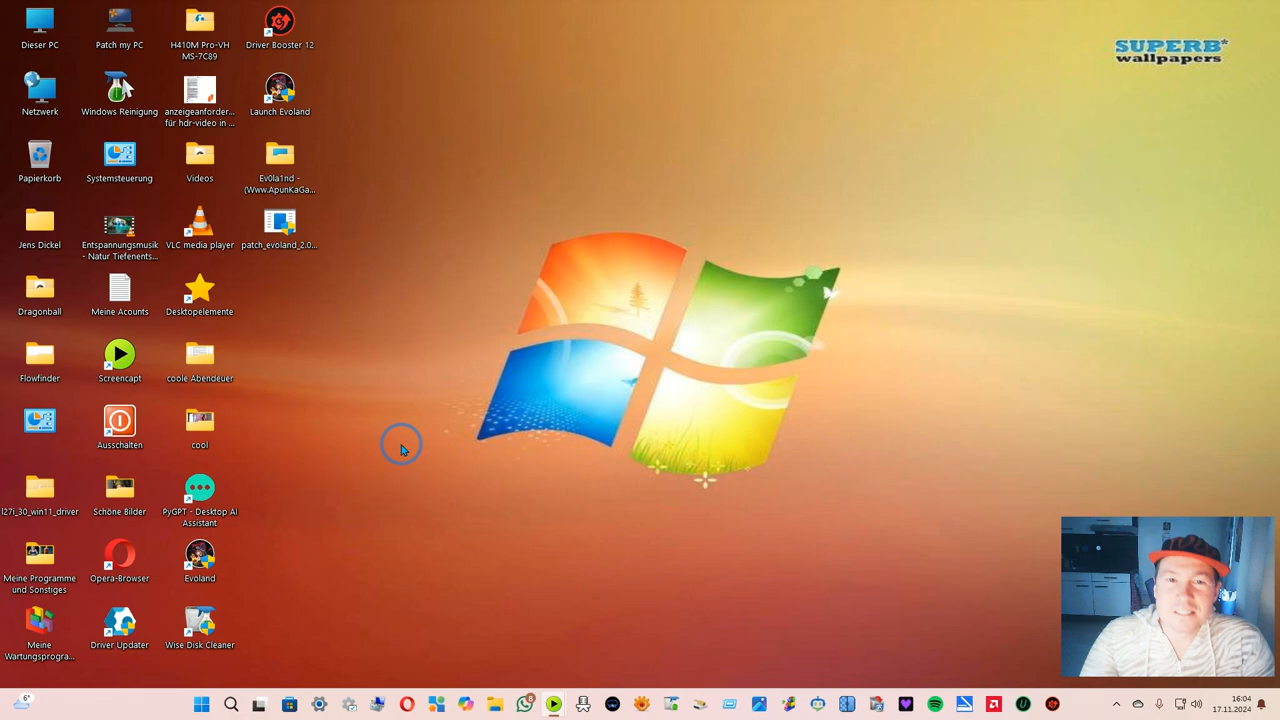 SUPERB*
wallpapers
Dieser PC
Patch my PC
H410M Pro-VH
MS-7C89
Driver Booster 12
Netzwerk
Windows Reinigung
anzeigeanforder...
für hdr-video in ...
Launch Evoland
Papierkorb
Systemsteuerung
Videos
Ev0la1nd -
(Www.ApunKaGa...
Jens Dickel
Entspannungsmusik
- Natur Tiefenents...
VLC media player
patch_evoland_2.0...
Dragonball
Meine Acounts
Desktopelemente
Flowfinder
Screencapt
coole Abendeuer
Ausschalten
cool
l27i_30_win11_driver
Schöne Bilder
PyGPT - Desktop AI
Assistant
Meine Programme
und Sonstiges
Opera-Browser
Evoland
Meine
Wartungsprogra...
Driver Updater
Wise Disk Cleaner
6°
8
16:04
17.11.2024